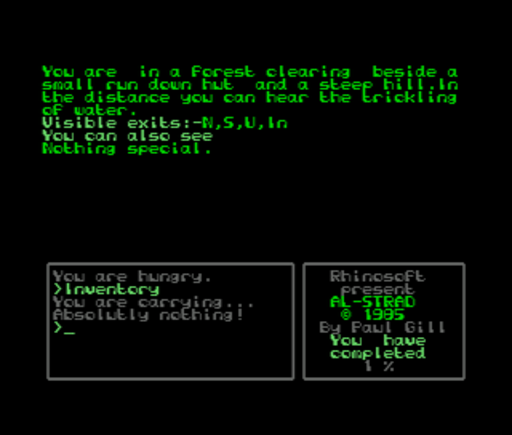 You are  in a forest clearing  beside a
small run down hut  and a steep hill.In
the distance you can hear the trickling
of water.
Visible exits:-N,S,U,In
You can also see
Nothing special.
You are hungry.
>Inventory
You are carrying...
Absolutly nothing!
>_
Rhinosoft
present
AL-STRAD
© 1985
By Paul Gill
You  have
completed
1 %